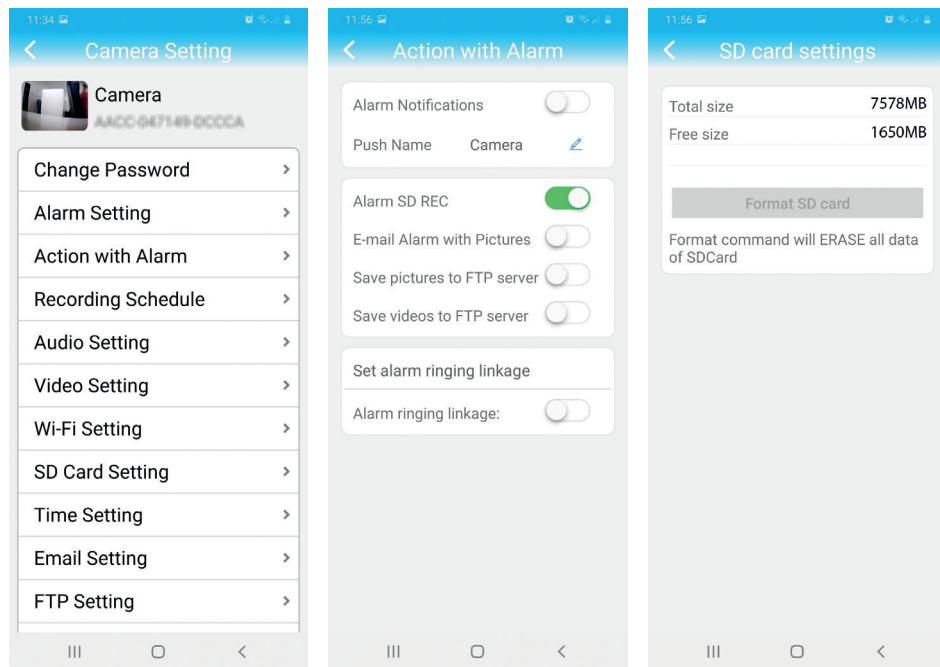 11:34
Camera Setting
Camera
Change Password
Alarm Setting
Action with Alarm
Recording Schedule
Audio Setting
Video Setting
Wi-Fi Setting
SD Card Setting
Time Setting
Email Setting
FTP Setting
11:56
Action with Alarm
Alarm Notifications
Push Name Camera
Alarm SD REC
E-mail Alarm with Pictures
Save pictures to FTP server
Save videos to FTP server
Set alarm ringing linkage
Alarm ringing linkage:
11:56
SD card settings
Total size 7578MB
Free size 1650MB
Format SD card
Format command will ERASE all data
of SDCard